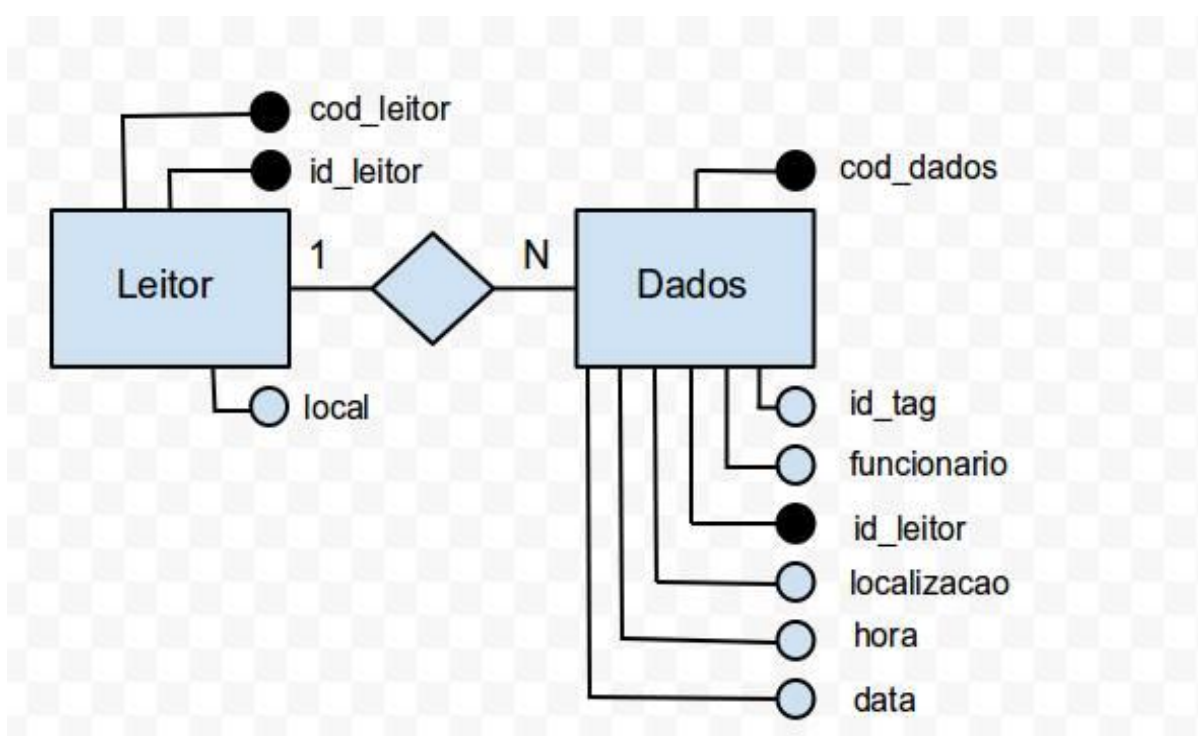 cod_leitor
id_leitor
cod_dados
Leitor
1
N
Dados
local
id_tag
funcionario
id_leitor
localizacao
hora
data